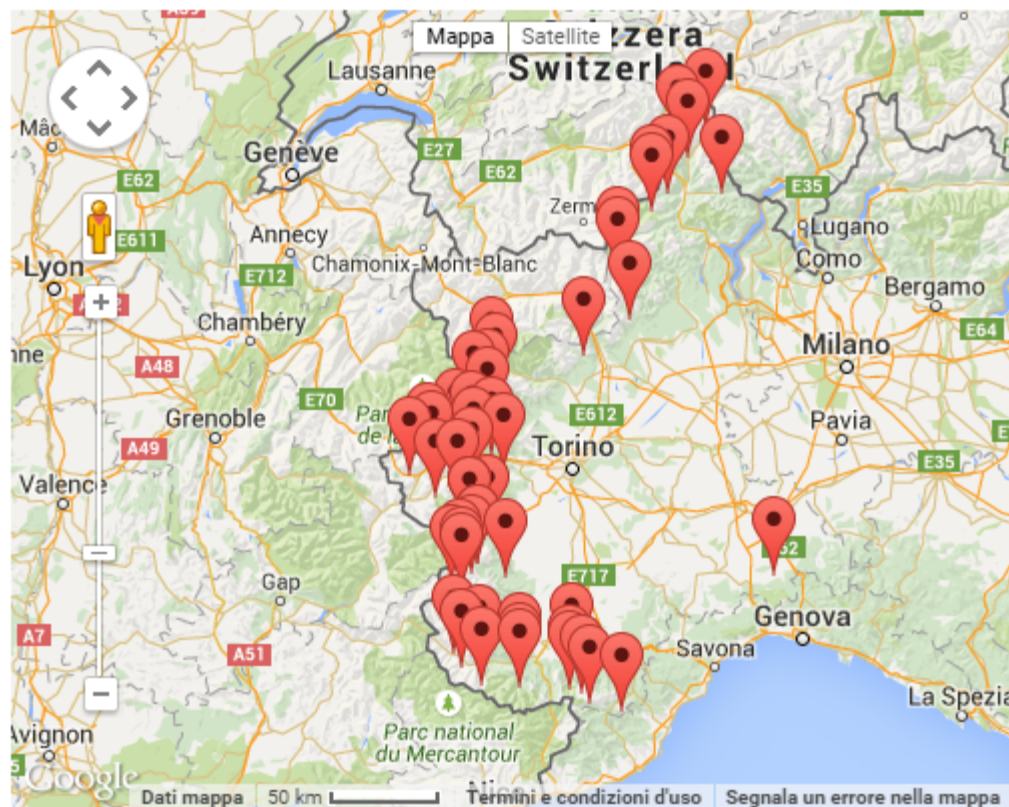 Mappa
Satellite
Switzerland
Lausanne
Genève
E27
E62
E62
E35
Lugano
Como
Annecy
E611
E712
Chamonix-Mont-Blanc
Lyon
Bergamo
E64
Chambéry
Milano
A48
E70
Grenoble
A49
E612
Pavia
Torino
E35
Valence
Gap
E717
Genova
A7
A51
Savona
La Spezia
Parc national
du Mercantour
Avignon
Google
Dati mappa
50 km
Termini e condizioni d'uso
Segnala un errore nella mappa